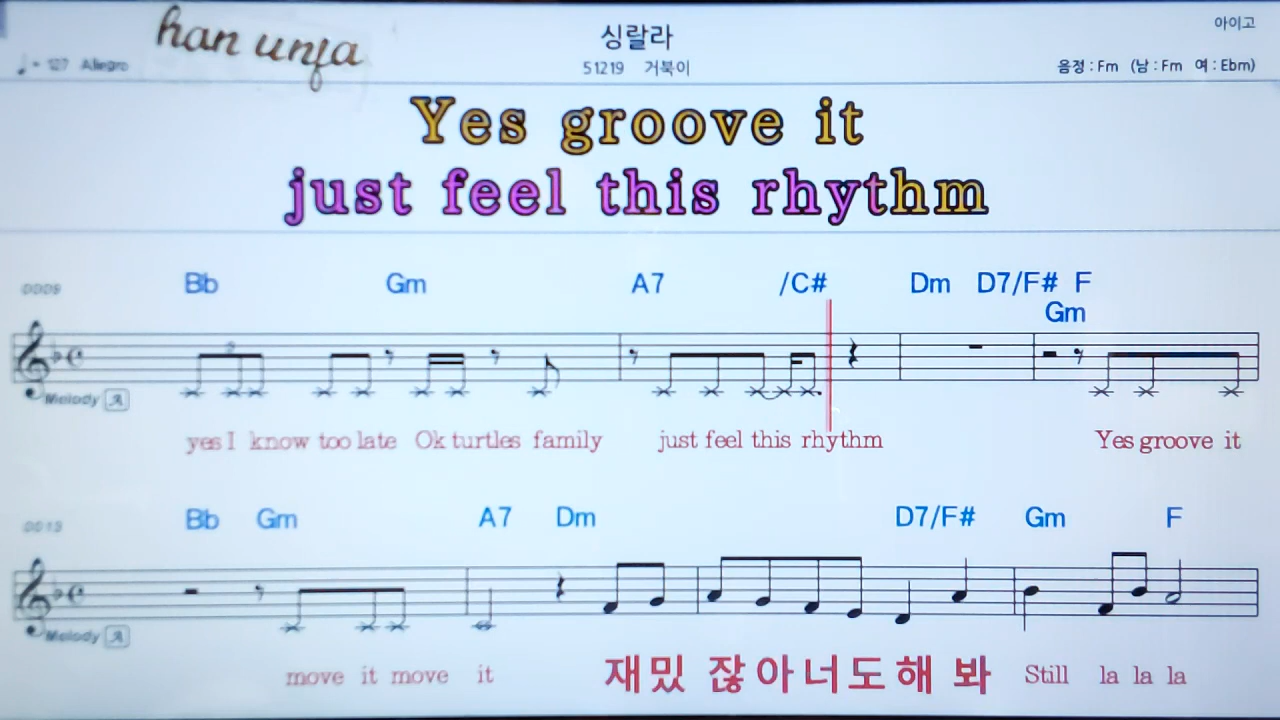 han unfa
싱랄라
아이고
♩= 127 Allegro
51219 거북이
음정 : Fm (남 : Fm 여 : Ebm)
Yes groove it
just feel this rhythm
0009
Bb Gm A7 /C# Dm D7/F# F
Gm
Melody A
yes I know too late Ok turtles family just feel this rhythm Yes groove it
0013
Bb Gm A7 Dm D7/F# Gm F
Melody A
move it move it 재밌 잖아너도해 봐 Still la la la